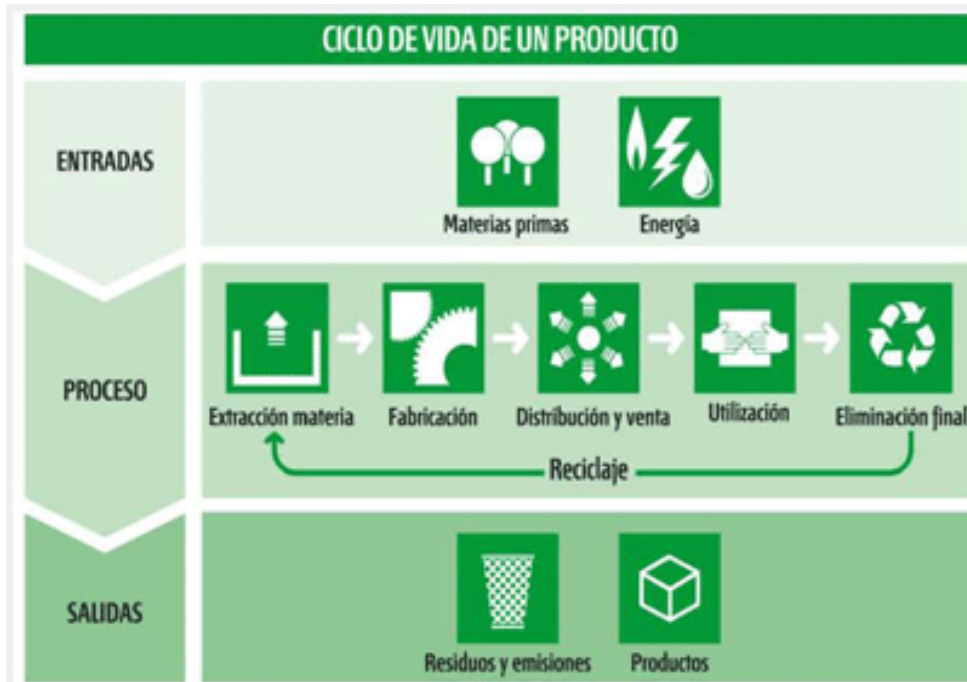 CICLO DE VIDA DE UN PRODUCTO
ENTRADAS
Materias primas
Energía
PROCESO
Extracción materia
Fabricación
Distribución y venta
Utilización
Eliminación final
Reciclaje
SALIDAS
Residuos y emisiones
Productos